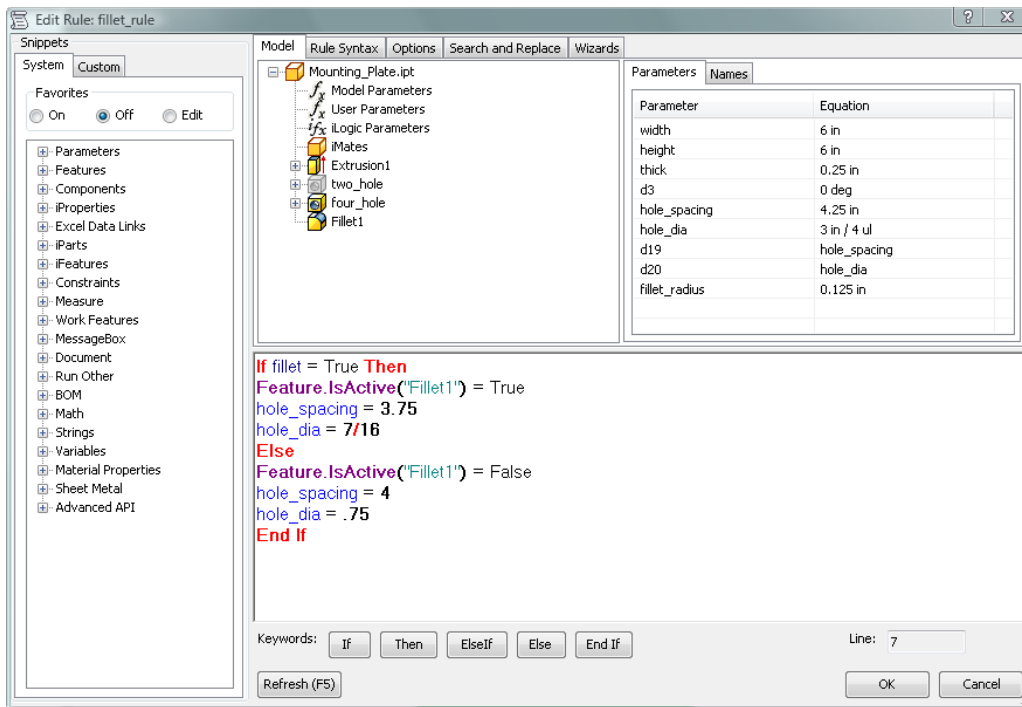 Edit Rule: fillet_rule
Snippets
System Custom
Favorites
On Off Edit
Parameters
Features
Components
iProperties
Excel Data Links
iParts
iFeatures
Constraints
Measure
Work Features
MessageBox
Document
Run Other
BOM
Math
Strings
Variables
Material Properties
Sheet Metal
Advanced API
Model Rule Syntax Options Search and Replace Wizards
Mounting_Plate.ipt
fx Model Parameters
fx User Parameters
ifx iLogic Parameters
iMates
Extrusion1
two_hole
four_hole
Fillet1
Parameters Names
Parameter Equation
width 6 in
height 6 in
thick 0.25 in
d3 0 deg
hole_spacing 4.25 in
hole_dia 3 in / 4 ul
d19 hole_spacing
d20 hole_dia
fillet_radius 0.125 in
If fillet = True Then
Feature.IsActive("Fillet1") = True
hole_spacing = 3.75
hole_dia = 7/16
Else
Feature.IsActive("Fillet1") = False
hole_spacing = 4
hole_dia = .75
End If
Keywords: If Then ElseIf Else End If
Line: 7
Refresh (F5)
OK Cancel